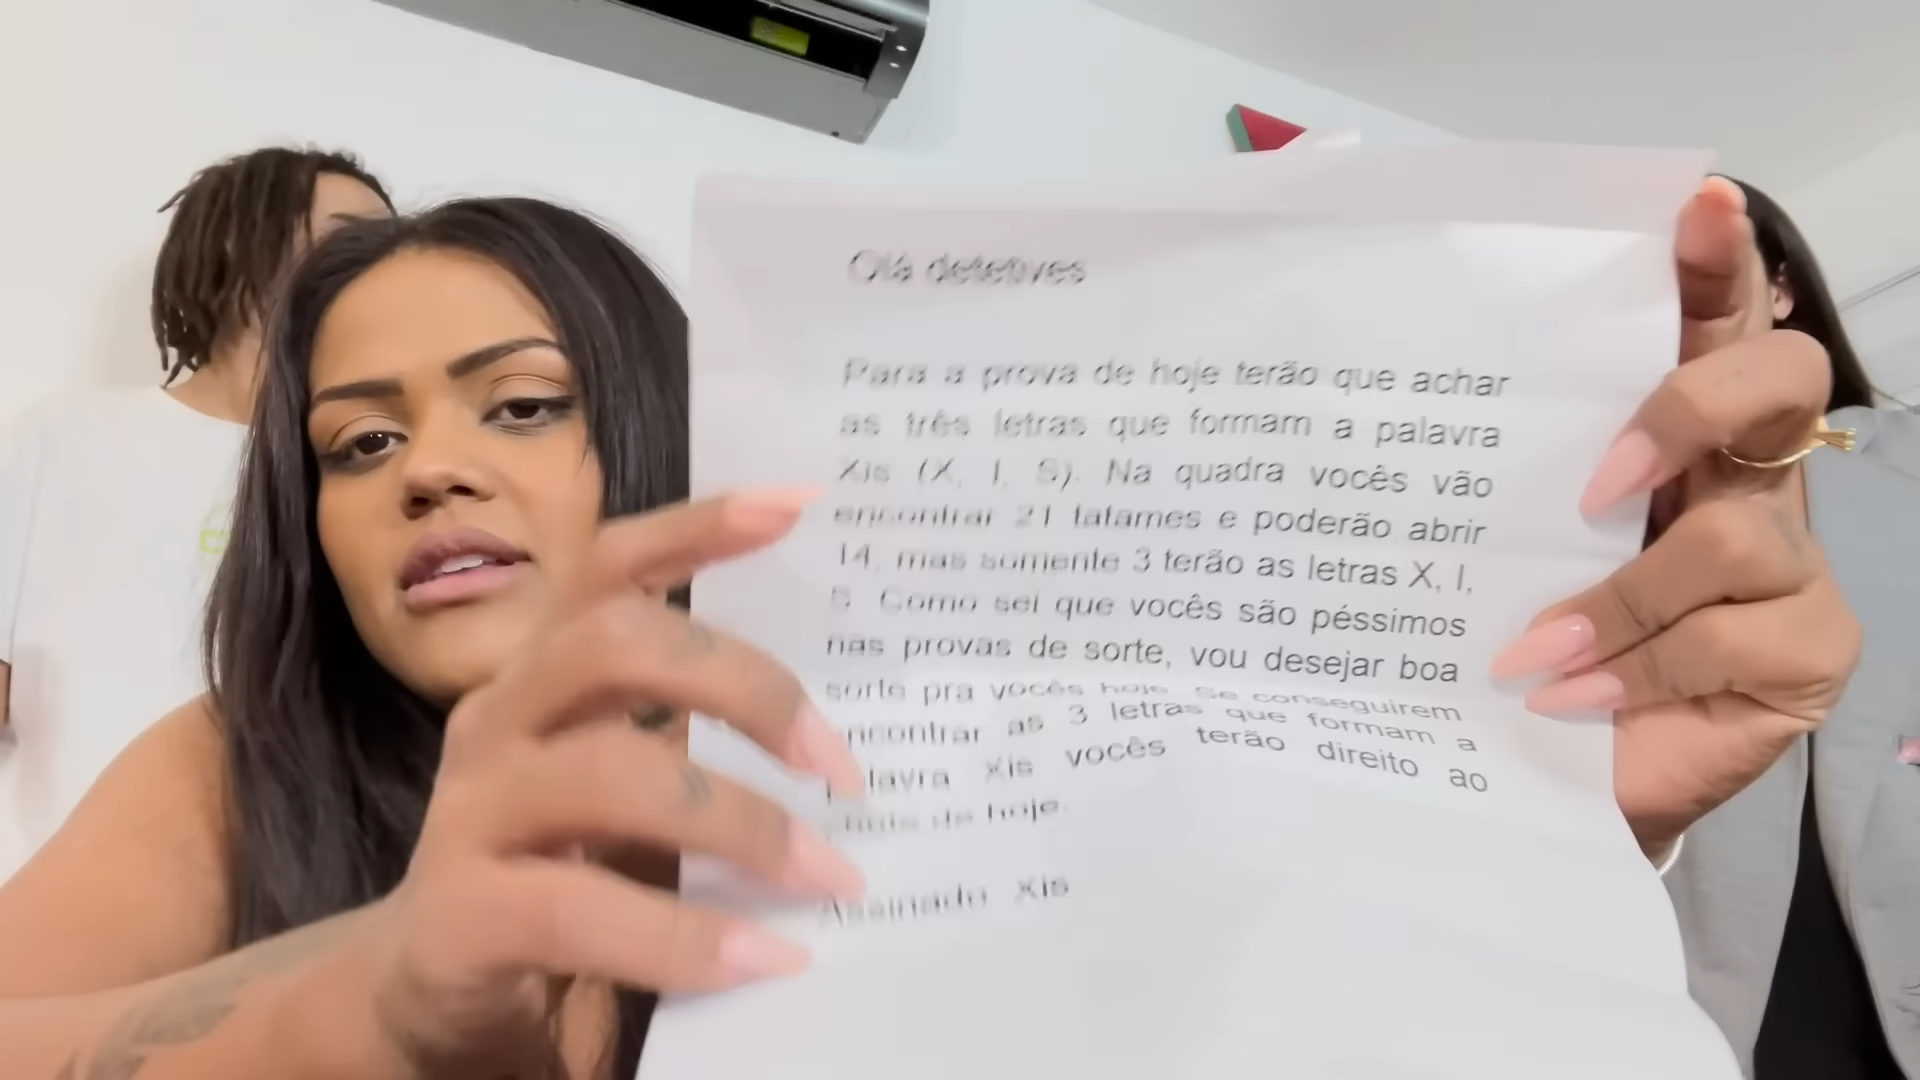 Olá detetives
Para a prova de hoje terão que achar
as três letras que formam a palavra
Xis (X, I, S). Na quadra vocês vão
encontrar 21 tatames e poderão abrir
14, mas somente 3 terão as letras X, I,
S. Como sei que vocês são péssimos
nas provas de sorte, vou desejar boa
sorte pra vocês hoje. Se conseguirem
encontrar as 3 letras que formam a
palavra Xis vocês terão direito ao
de hoje.
Assinado Xis